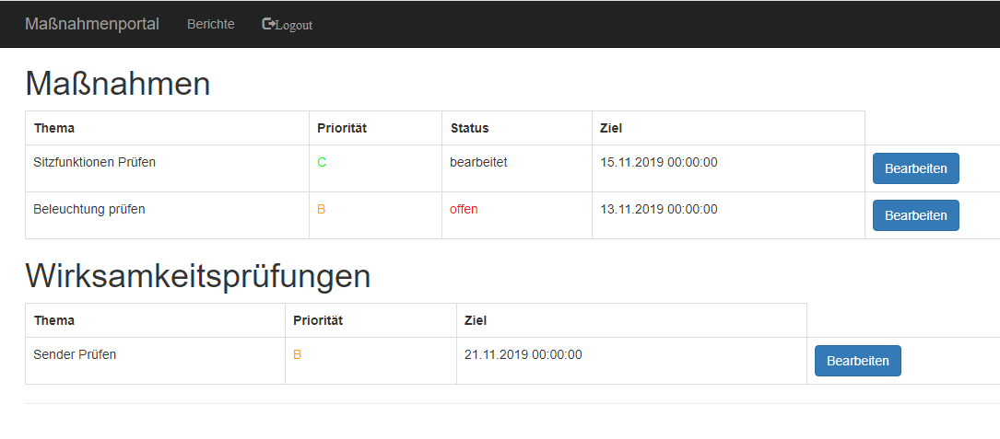 Maßnahmenportal Berichte Logout
Maßnahmen
Thema Priorität Status Ziel
Sitzfunktionen Prüfen C bearbeitet 15.11.2019 00:00:00 Bearbeiten
Beleuchtung prüfen B offen 13.11.2019 00:00:00 Bearbeiten
Wirksamkeitsprüfungen
Thema Priorität Ziel
Sender Prüfen B 21.11.2019 00:00:00 Bearbeiten